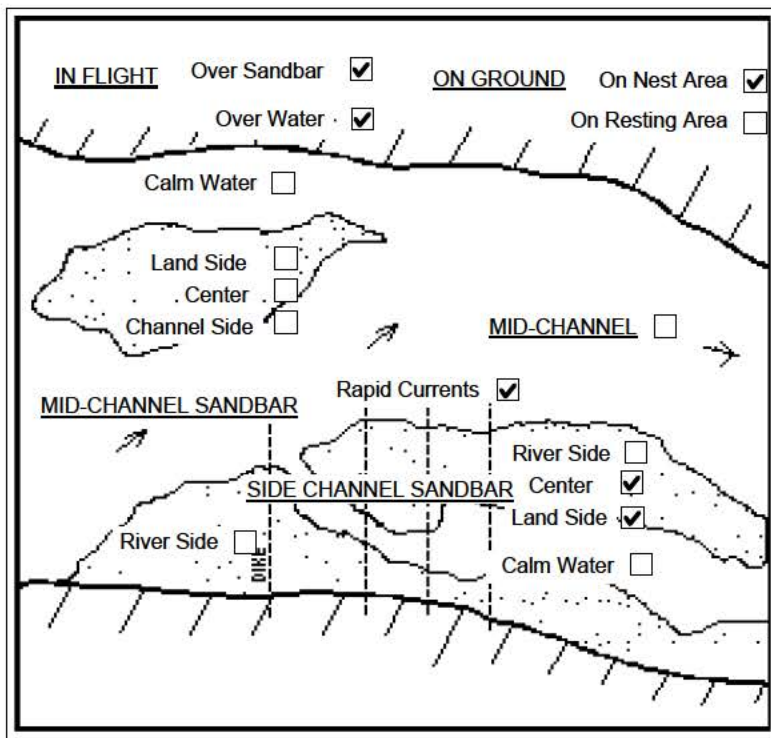 IN FLIGHT Over Sandbar ON GROUND On Nest Area
Over Water On Resting Area
Calm Water
Land Side
Center
Channel Side
MID-CHANNEL
Rapid Currents
MID-CHANNEL SANDBAR
River Side
SIDE CHANNEL SANDBAR Center
Land Side
River Side
DIKE
Calm Water